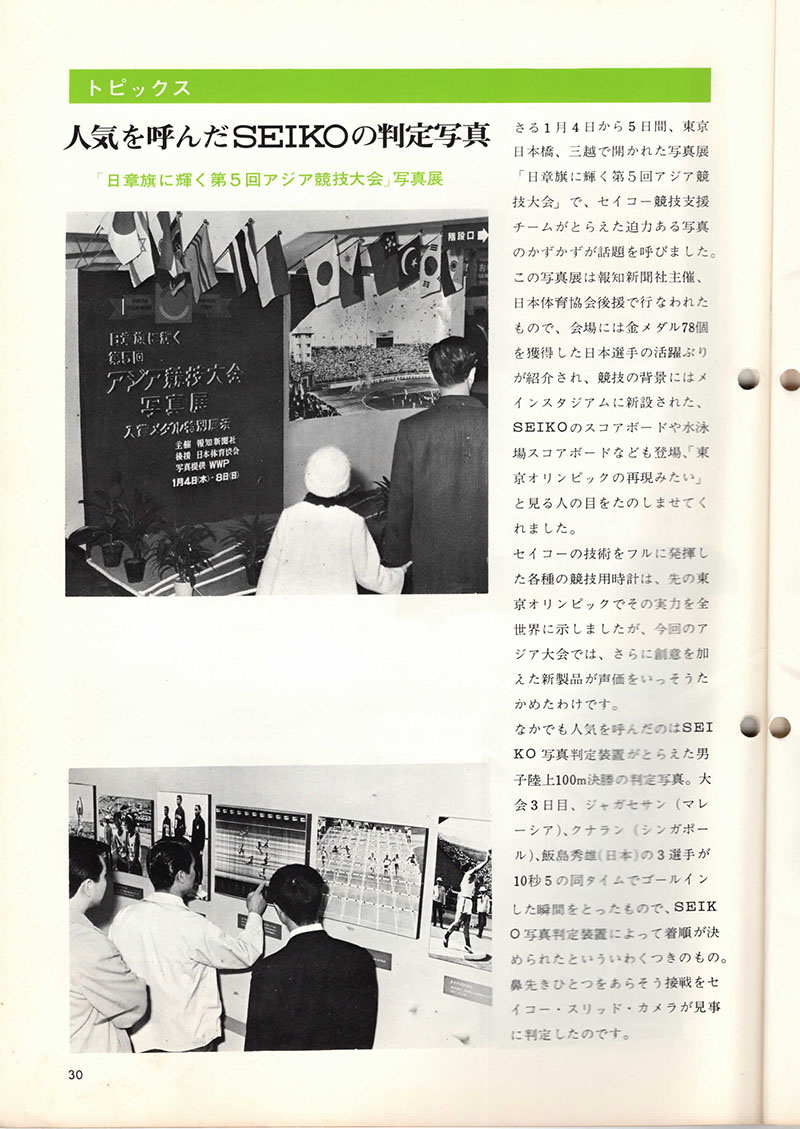 トピックス
人気を呼んだSEIKOの判定写真
「日章旗に輝く第5回アジア競技大会」写真展
階段口
日章旗に輝く
第5回
アジア競技大会
写真展
入賞メダル特別展示
主催 報知新聞社
後援 日本体育協会
写真提供 WWP
1月4日(水)-8日(日)
さる1月4日から5日間、東京
日本橋、三越で開かれた写真展
「日章旗に輝く第5回アジア競
技大会」で、セイコー競技支援
チームがとらえた迫力ある写真
のかずかずが話題を呼びました。
この写真展は報知新聞社主催、
日本体育協会後援で行なわれた
もので、会場には金メダル78個
を獲得した日本選手の活躍ぶり
が紹介され、競技の背景にはメ
インスタジアムに新設された、
SEIKOのスコアボードや水泳
場スコアボードなども登場、「東
京オリンピックの再現みたい」
と見る人の目をたのしませてく
れました。
セイコーの技術をフルに発揮し
た各種の競技用時計は、先の東
京オリンピックでその実力を全
世界に示しましたが、今回のア
ジア大会では、さらに創意を加
えた新製品が声価をいっそうた
かめたわけです。
なかでも人気を呼んだのはSEI
KO写真判定装置がとらえた男
子陸上100m決勝の判定写真。大
会3日目、ジャガセサン(マレ
ーシア)、クナラン(シンガポー
ル)、飯島秀雄(日本)の3選手が
10秒5の同タイムでゴールイン
した瞬間をとったもので、SEIK
O写真判定装置によって着順が決
められたといういわくつきのもの。
鼻先きひとつをあらそう接戦をセ
イコー・スリッド・カメラが見事
に判定したのです。
30